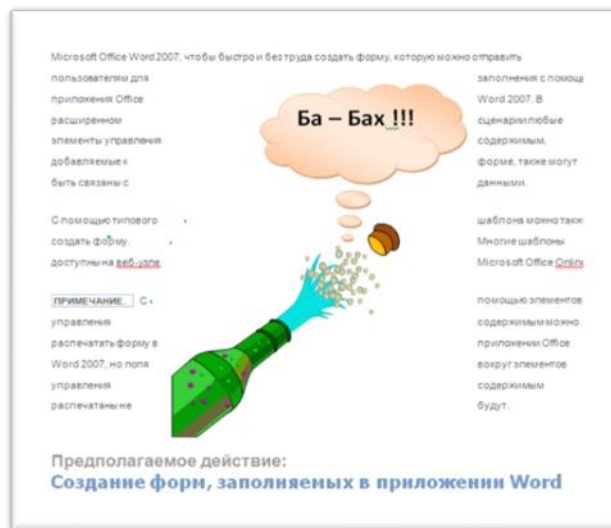 Microsoft Office Word 2007, чтобы быстро и без труда создать форму, которую можно отправить
пользователям для заполнения с помощь
приложения Office Word 2007. В
расширенном сценарии любые
элементы управления содержимым,
добавляемые к форме, также могут
быть связаны с данными.
Ба – Бах !!!
С помощью типового шаблона можно такж
создать форму. Многие шаблоны
доступны на веб-узле Microsoft Office Online
ПРИМЕЧАНИЕ. С помощью элементов
управления содержимым можно
распечатать форму в приложении Office
Word 2007, но поля вокруг элементов
управления содержимым
распечатаны не будут.
Предполагаемое действие:
Создание форм, заполняемых в приложении Word